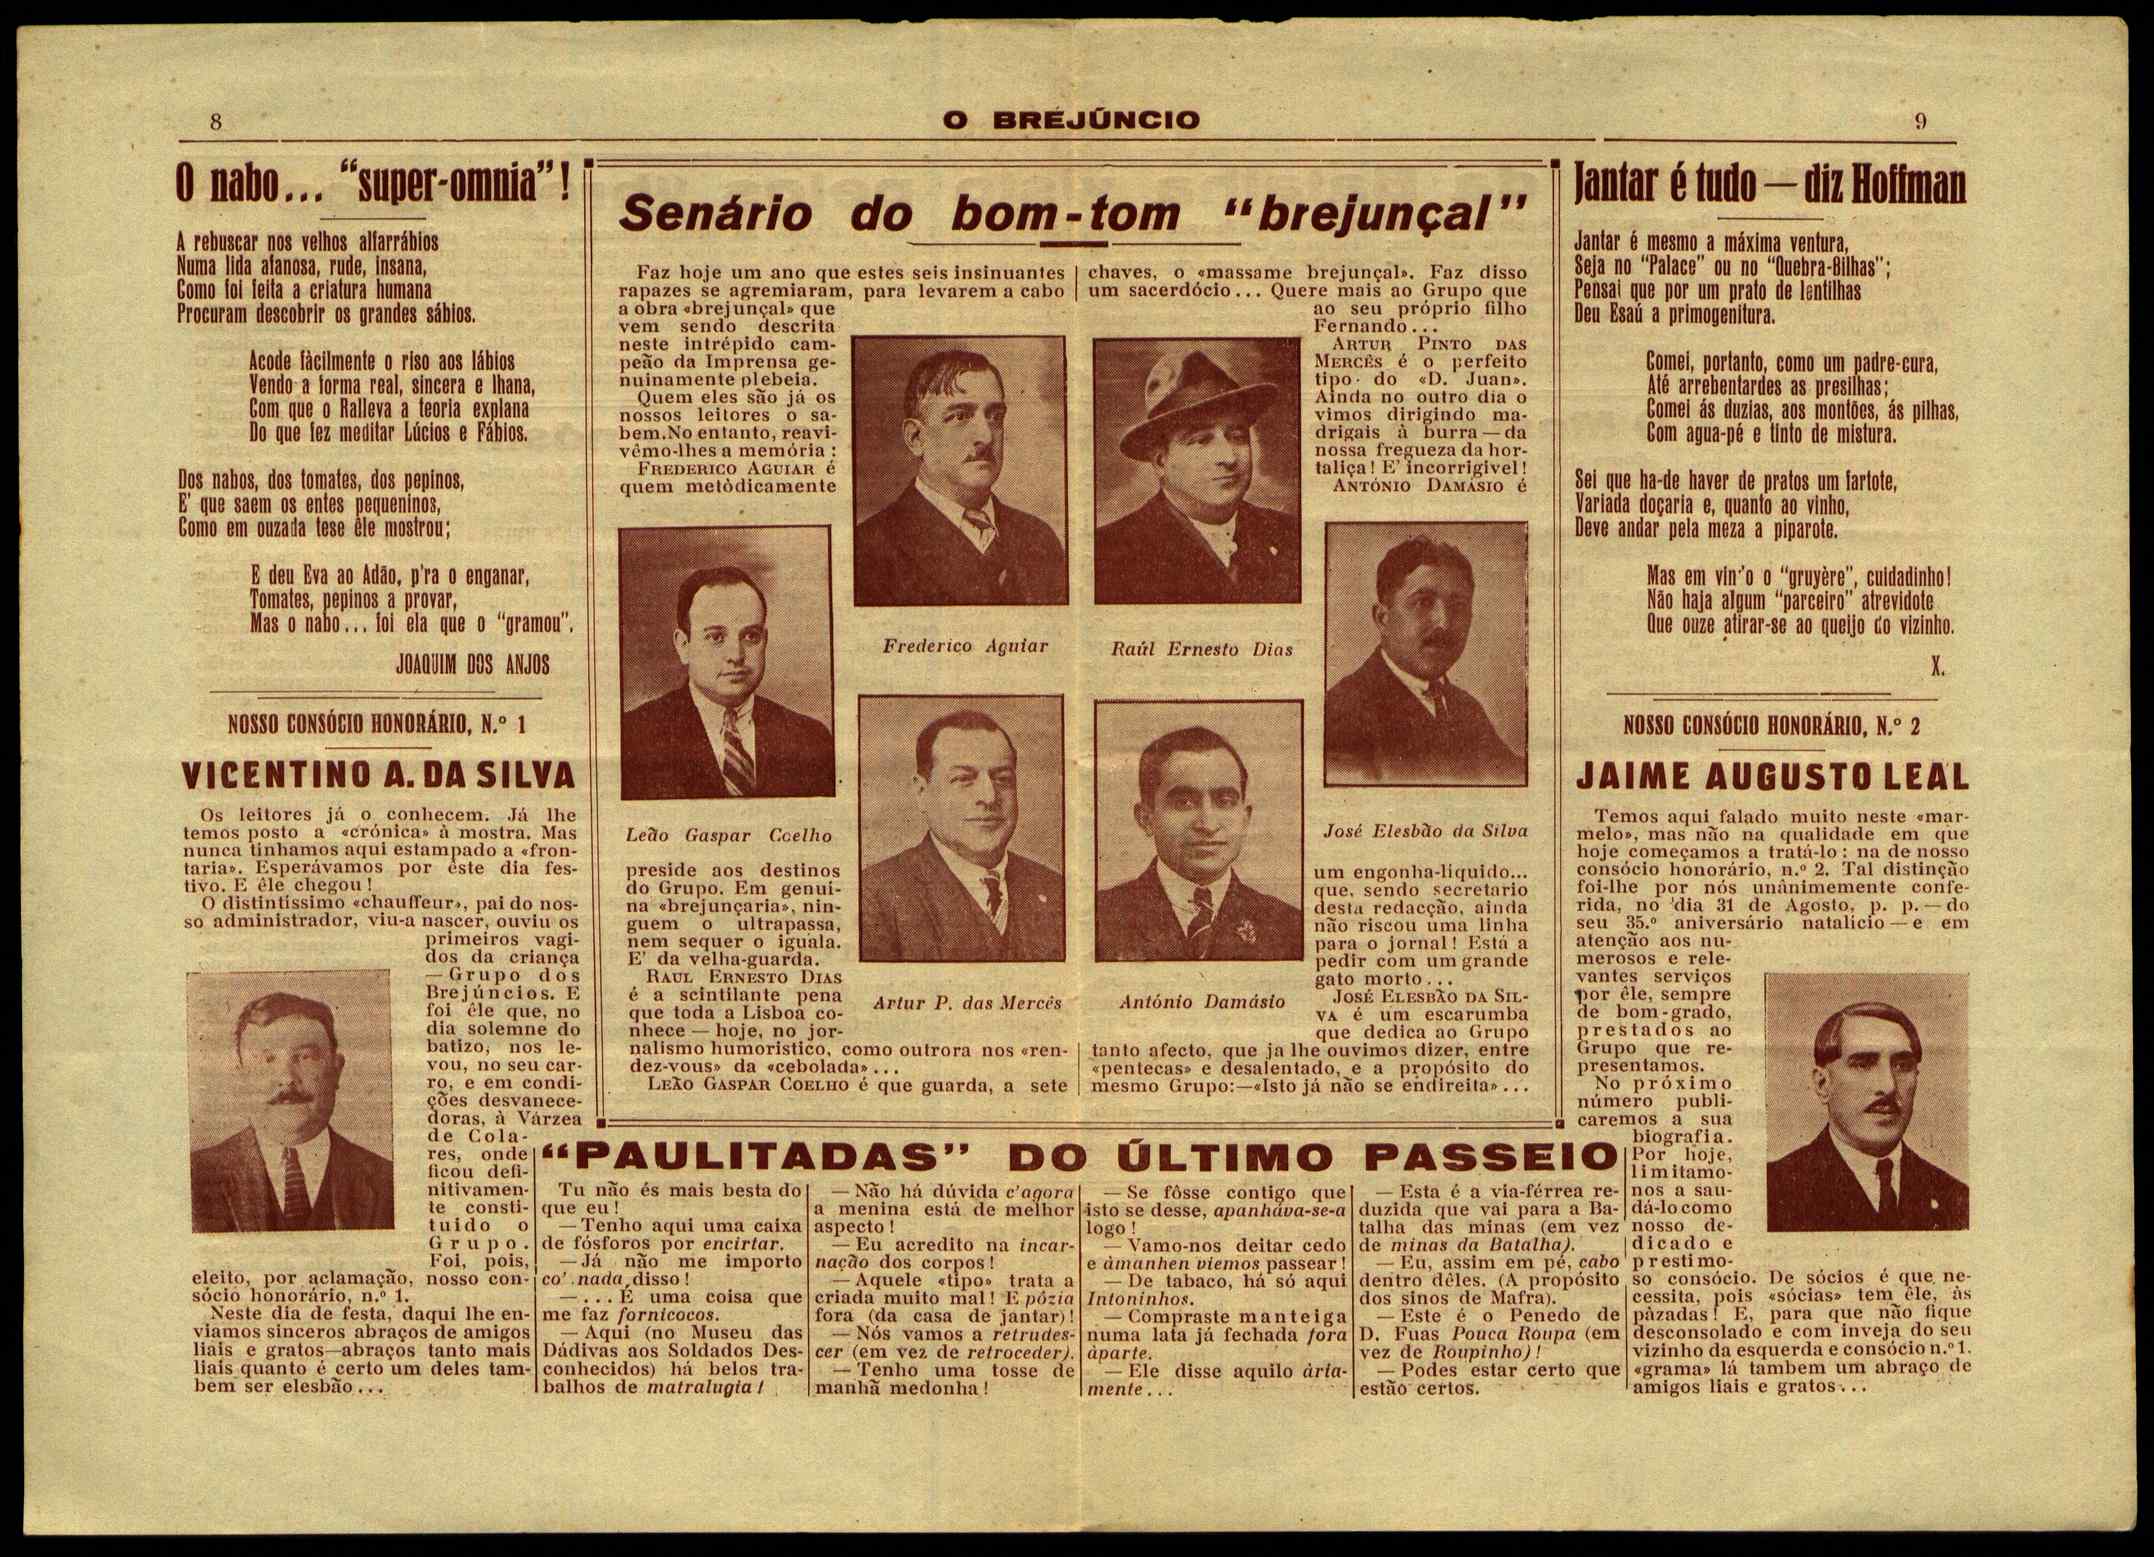 8
O BREJÚNCIO
9
O nabo... "super-omnia"!
A rebuscar nos velhos alfarrábios
Numa lida afanosa, rude, insana,
Como foi feita a criatura humana
Procuram descobrir os grandes sábios.
Acode fàcilmente o riso aos lábios
Vendo a forma real, sincera e lhana,
Com que o Ralleva a teoria explana
Do que fez meditar Lúcios e Fábios.
Dos nabos, dos tomates, dos pepinos,
E' que saem os entes pequeninos,
Como em ouzada tese êle mostrou;
E deu Eva ao Adão, p'ra o enganar,
Tomates, pepinos a provar,
Mas o nabo... foi ela que o "gramou".
JOAQUIM DOS ANJOS
NOSSO CONSÓCIO HONORÁRIO, N.º 1
VICENTINO A. DA SILVA
Os leitores já o conhecem. Já lhe
temos posto a «crónica» à mostra. Mas
nunca tinhamos aqui estampado a «fron-
taria». Esperávamos por êste dia fes-
tivo. E êle chegou!
O distintíssimo «chauffeur», pai do nos-
so administrador, viu-a nascer, ouviu os
primeiros vagi-
dos da criança
— Grupo dos
Brejúncios. E
foi êle que, no
dia solemne do
batizo, nos le-
vou, no seu car-
ro, e em condi-
ções desvanece-
doras, à Várzea
de Cola-
res, onde
ficou defi-
nitivamen-
te consti-
tuido o
Grupo.
Foi, pois,
eleito, por aclamação, nosso con-
sócio honorário, n.º 1.
Neste dia de festa, daqui lhe en-
viamos sinceros abraços de amigos
liais e gratos—abraços tanto mais
liais quanto é certo um deles tam-
bem ser elesbão...
Senário do bom-tom "brejunçal"
Faz hoje um ano que estes seis insinuantes
rapazes se agremiaram, para levarem a cabo
a obra «brejunçal» que
vem sendo descrita
neste intrépido cam-
peão da Imprensa ge-
nuinamente plebeia.
Quem eles são já os
nossos leitores o sa-
bem. No entanto, reavi-
vêmo-lhes a memória:
FREDERICO AGUIAR é
quem metòdicamente
Leão Gaspar Coelho
preside aos destinos
do Grupo. Em genui-
na «brejunçaria», nin-
guem o ultrapassa,
nem sequer o iguala.
E' da velha-guarda.
RAUL ERNESTO DIAS
é a scintilante pena
que toda a Lisboa co-
nhece — hoje, no jor-
nalismo humoristico, como outrora nos «ren-
dez-vous» da «cebolada»...
LEÃO GASPAR COELHO é que guarda, a sete
Frederico Aguiar
Raúl Ernesto Dias
Artur P. das Mercês
António Damásio
chaves, o «massame brejunçal». Faz disso
um sacerdócio... Quere mais ao Grupo que
ao seu próprio filho
Fernando...
ARTUR PINTO DAS
MERCÊS é o perfeito
tipo do «D. Juan».
Ainda no outro dia o
vimos dirigindo ma-
drigais à burra — da
nossa fregueza da hor-
taliça! E' incorrigivel!
ANTÓNIO DAMÁSIO é
José Elesbão da Silva
um engonha-líquido...
que, sendo secretario
desta redacção, ainda
não riscou uma linha
para o jornal! Está a
pedir com um grande
gato morto...
JOSÉ ELESBÃO DA SIL-
VA é um escarumba
que dedica ao Grupo
tanto afecto, que ja lhe ouvimos dizer, entre
«pentecas» e desalentado, e a propósito do
mesmo Grupo:—«Isto já não se endireita»...
"PAULITADAS" DO ÚLTIMO PASSEIO
Tu não és mais besta do
que eu!
— Tenho aqui uma caixa
de fósforos por encirtar.
— Já não me importo
co' nada disso!
— ... É uma coisa que
me faz fornicocos.
— Aqui (no Museu das
Dádivas aos Soldados Des-
conhecidos) há belos tra-
balhos de matralugia!
— Não há dúvida c'agora
a menina está de melhor
aspecto!
— Eu acredito na incar-
nação dos corpos!
— Aquele «tipo» trata a
criada muito mal! E pózia
fora (da casa de jantar)!
— Nós vamos a retrudes-
cer (em vez de retroceder).
— Tenho uma tosse de
manhã medonha!
— Se fôsse contigo que
isto se desse, apanháva-se-a
logo!
— Vamo-nos deitar cedo
e àmanhen viemos passear!
— De tabaco, há só aqui
Intoninhos.
— Compraste manteiga
numa lata já fechada fora
àparte.
— Ele disse aquilo ària-
mente...
— Esta é a via-férrea re-
duzida que vai para a Ba-
talha das minas (em vez
de minas da Batalha).
— Eu, assim em pé, cabo
dentro dêles. (A propósito
dos sinos de Mafra).
— Este é o Penedo de
D. Fuas Pouca Roupa (em
vez de Roupinho)!
— Podes estar certo que
estão certos.
Jantar é tudo — diz Hoffman
Jantar é mesmo a máxima ventura,
Seja no "Palace" ou no "Quebra-Bilhas";
Pensai que por um prato de lentilhas
Deu Esaú a primogenitura.
Comei, portanto, como um padre-cura,
Até arrebentardes as presilhas;
Comei ás duzias, aos montões, ás pilhas,
Com agua-pé e tinto de mistura.
Sei que ha-de haver de pratos um fartote,
Variada doçaria e, quanto ao vinho,
Deve andar pela meza a piparote.
Mas em vin'o o "gruyère", cuidadinho!
Não haja algum "parceiro" atrevidote
Que ouze atirar-se ao queijo do vizinho.
X.
NOSSO CONSÓCIO HONORÁRIO, N.º 2
JAIME AUGUSTO LEAL
Temos aqui falado muito neste «mar-
melo», mas não na qualidade em que
hoje começamos a tratá-lo: na de nosso
consócio honorário, n.º 2. Tal distinção
foi-lhe por nós unânimemente confe-
rida, no dia 31 de Agosto, p. p.—do
seu 35.º aniversário natalicio — e em
atenção aos nu-
merosos e rele-
vantes serviços
por êle, sempre
de bom-grado,
prestados ao
Grupo que re-
presentamos.
No próximo
número publi-
caremos a sua
biografia.
Por hoje,
limitamo-
nos a sau-
dá-lo como
nosso de-
dicado e
prestimo-
so consócio. De sócios é que ne-
cessita, pois «sócias» tem êle, às
pàzadas! E, para que não fique
desconsolado e com inveja do seu
vizinho da esquerda e consócio n.º 1,
«grama» lá tambem um abraço de
amigos liais e gratos...